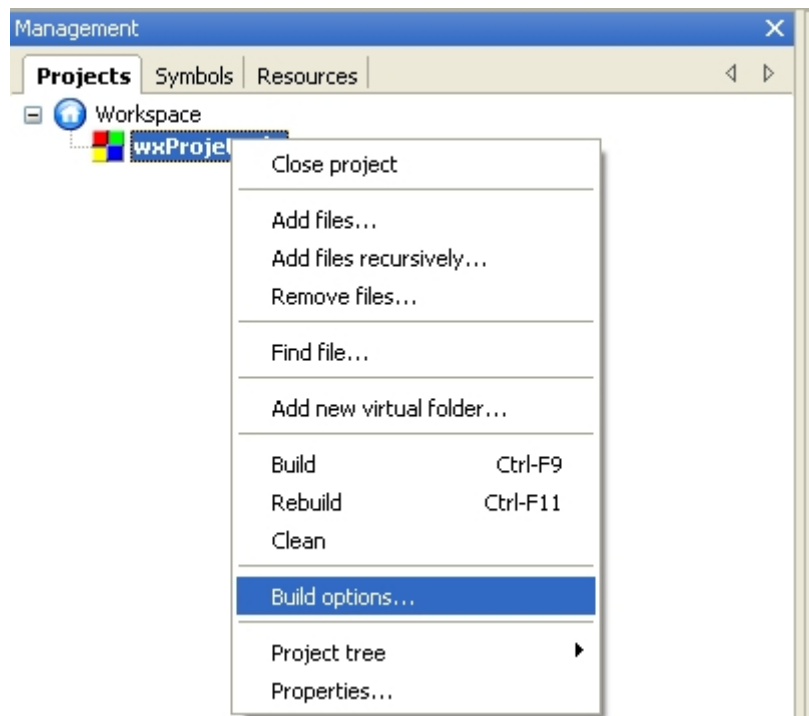 Management
Projects Symbols Resources
Workspace
Close project
Add files...
Add files recursively...
Remove files...
Find file...
Add new virtual folder...
Build Ctrl-F9
Rebuild Ctrl-F11
Clean
Build options...
Project tree
Properties...